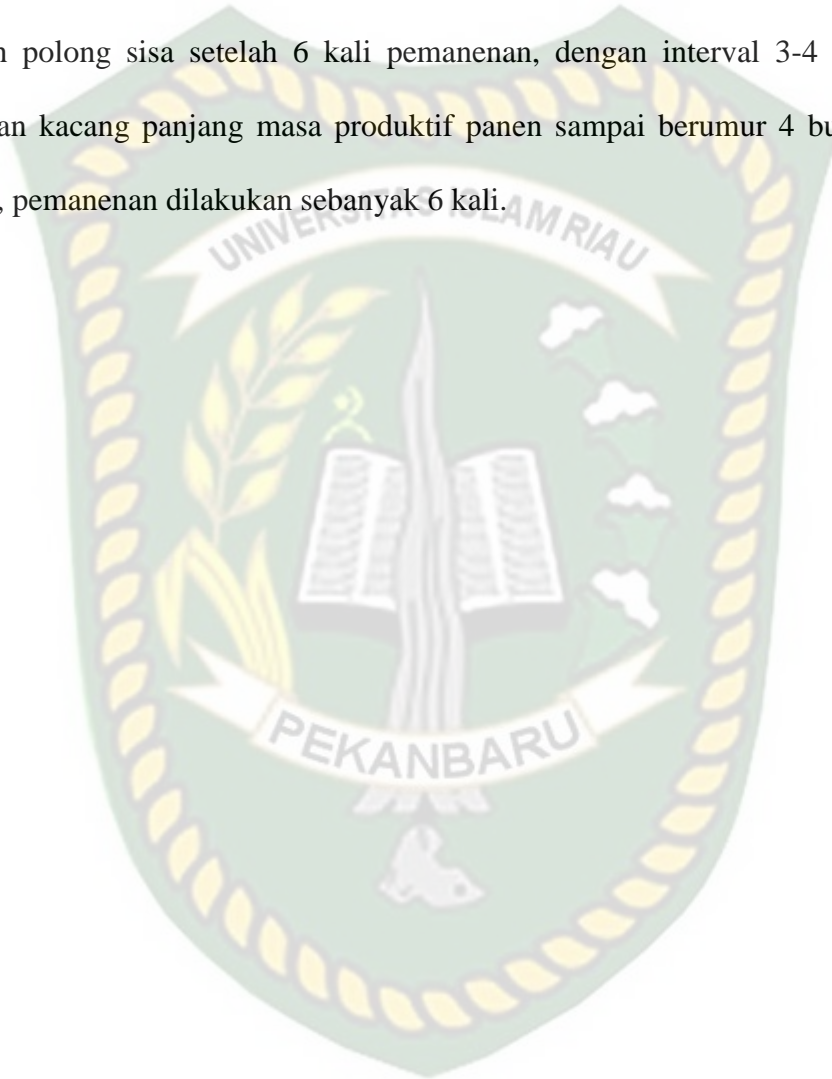 n polong sisa setelah 6 kali pemanenan, dengan interval 3-4
an kacang panjang masa produktif panen sampai berumur 4 bu
, pemanenan dilakukan sebanyak 6 kali.
UNIVERSITAS ISLAM RIAU
PEKANBARU